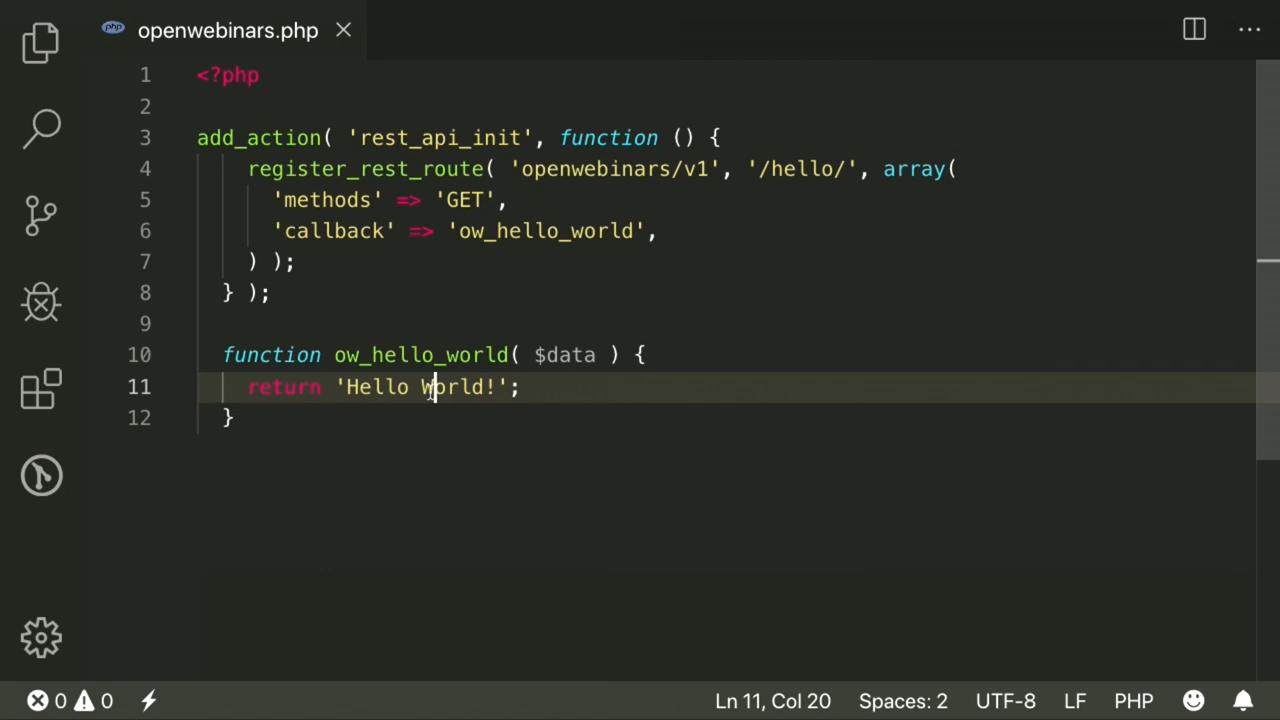 php openwebinars.php
1 <?php
2
3 add_action( 'rest_api_init', function () {
4 register_rest_route( 'openwebinars/v1', '/hello/', array(
5 'methods' => 'GET',
6 'callback' => 'ow_hello_world',
7 ) );
8 } );
9
10 function ow_hello_world( $data ) {
11 return 'Hello World!';
12 }
0 0 Ln 11, Col 20 Spaces: 2 UTF-8 LF PHP